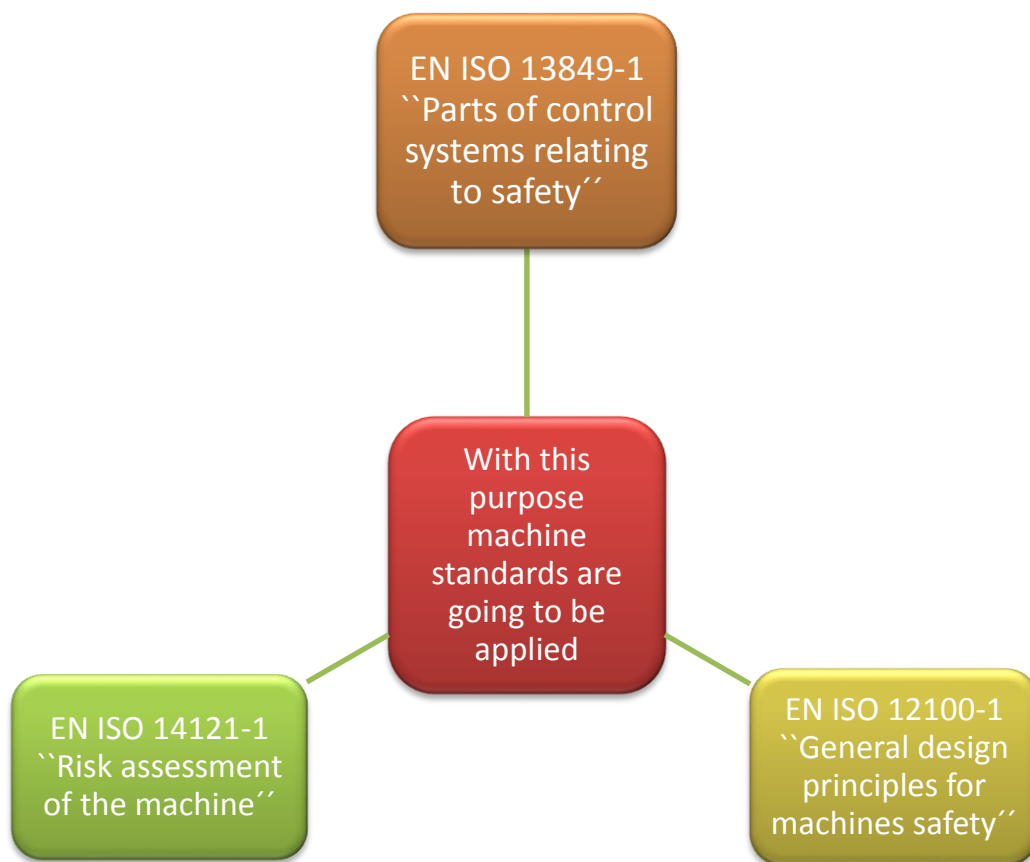 EN ISO 13849-1
``Parts of control
systems relating
to safety´´
With this
purpose
machine
standards are
going to be
applied
EN ISO 14121-1
``Risk assessment
of the machine´´
EN ISO 12100-1
``General design
principles for
machines safety´´